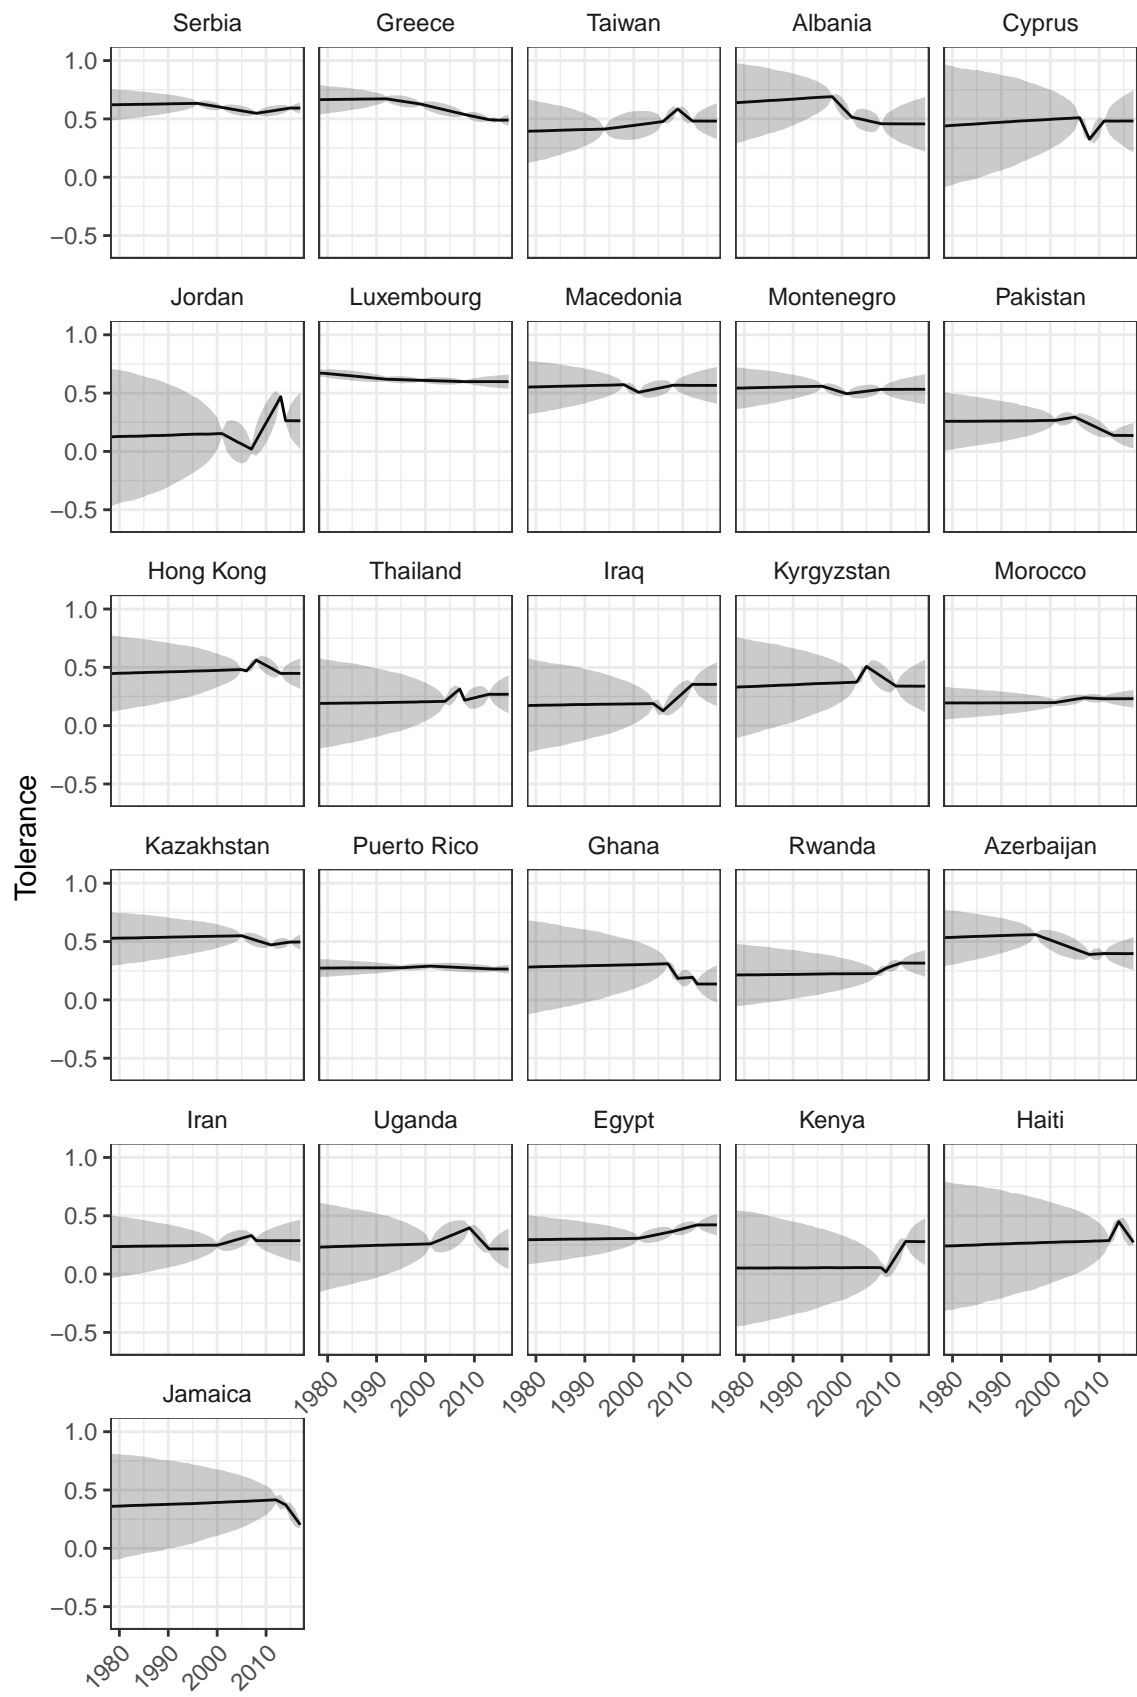 Serbia Greece Taiwan Albania Cyprus
1.0
0.5
0.0
−0.5
Jordan Luxembourg Macedonia Montenegro Pakistan
1.0
0.5
0.0
−0.5
Hong Kong Thailand Iraq Kyrgyzstan Morocco
1.0
0.5
0.0
−0.5
Tolerance
Kazakhstan Puerto Rico Ghana Rwanda Azerbaijan
1.0
0.5
0.0
−0.5
Iran Uganda Egypt Kenya Haiti
1.0
0.5
0.0
−0.5
1980 1990 2000 2010 1980 1990 2000 2010 1980 1990 2000 2010 1980 1990 2000 2010
Jamaica
1.0
0.5
0.0
−0.5
1980 1990 2000 2010